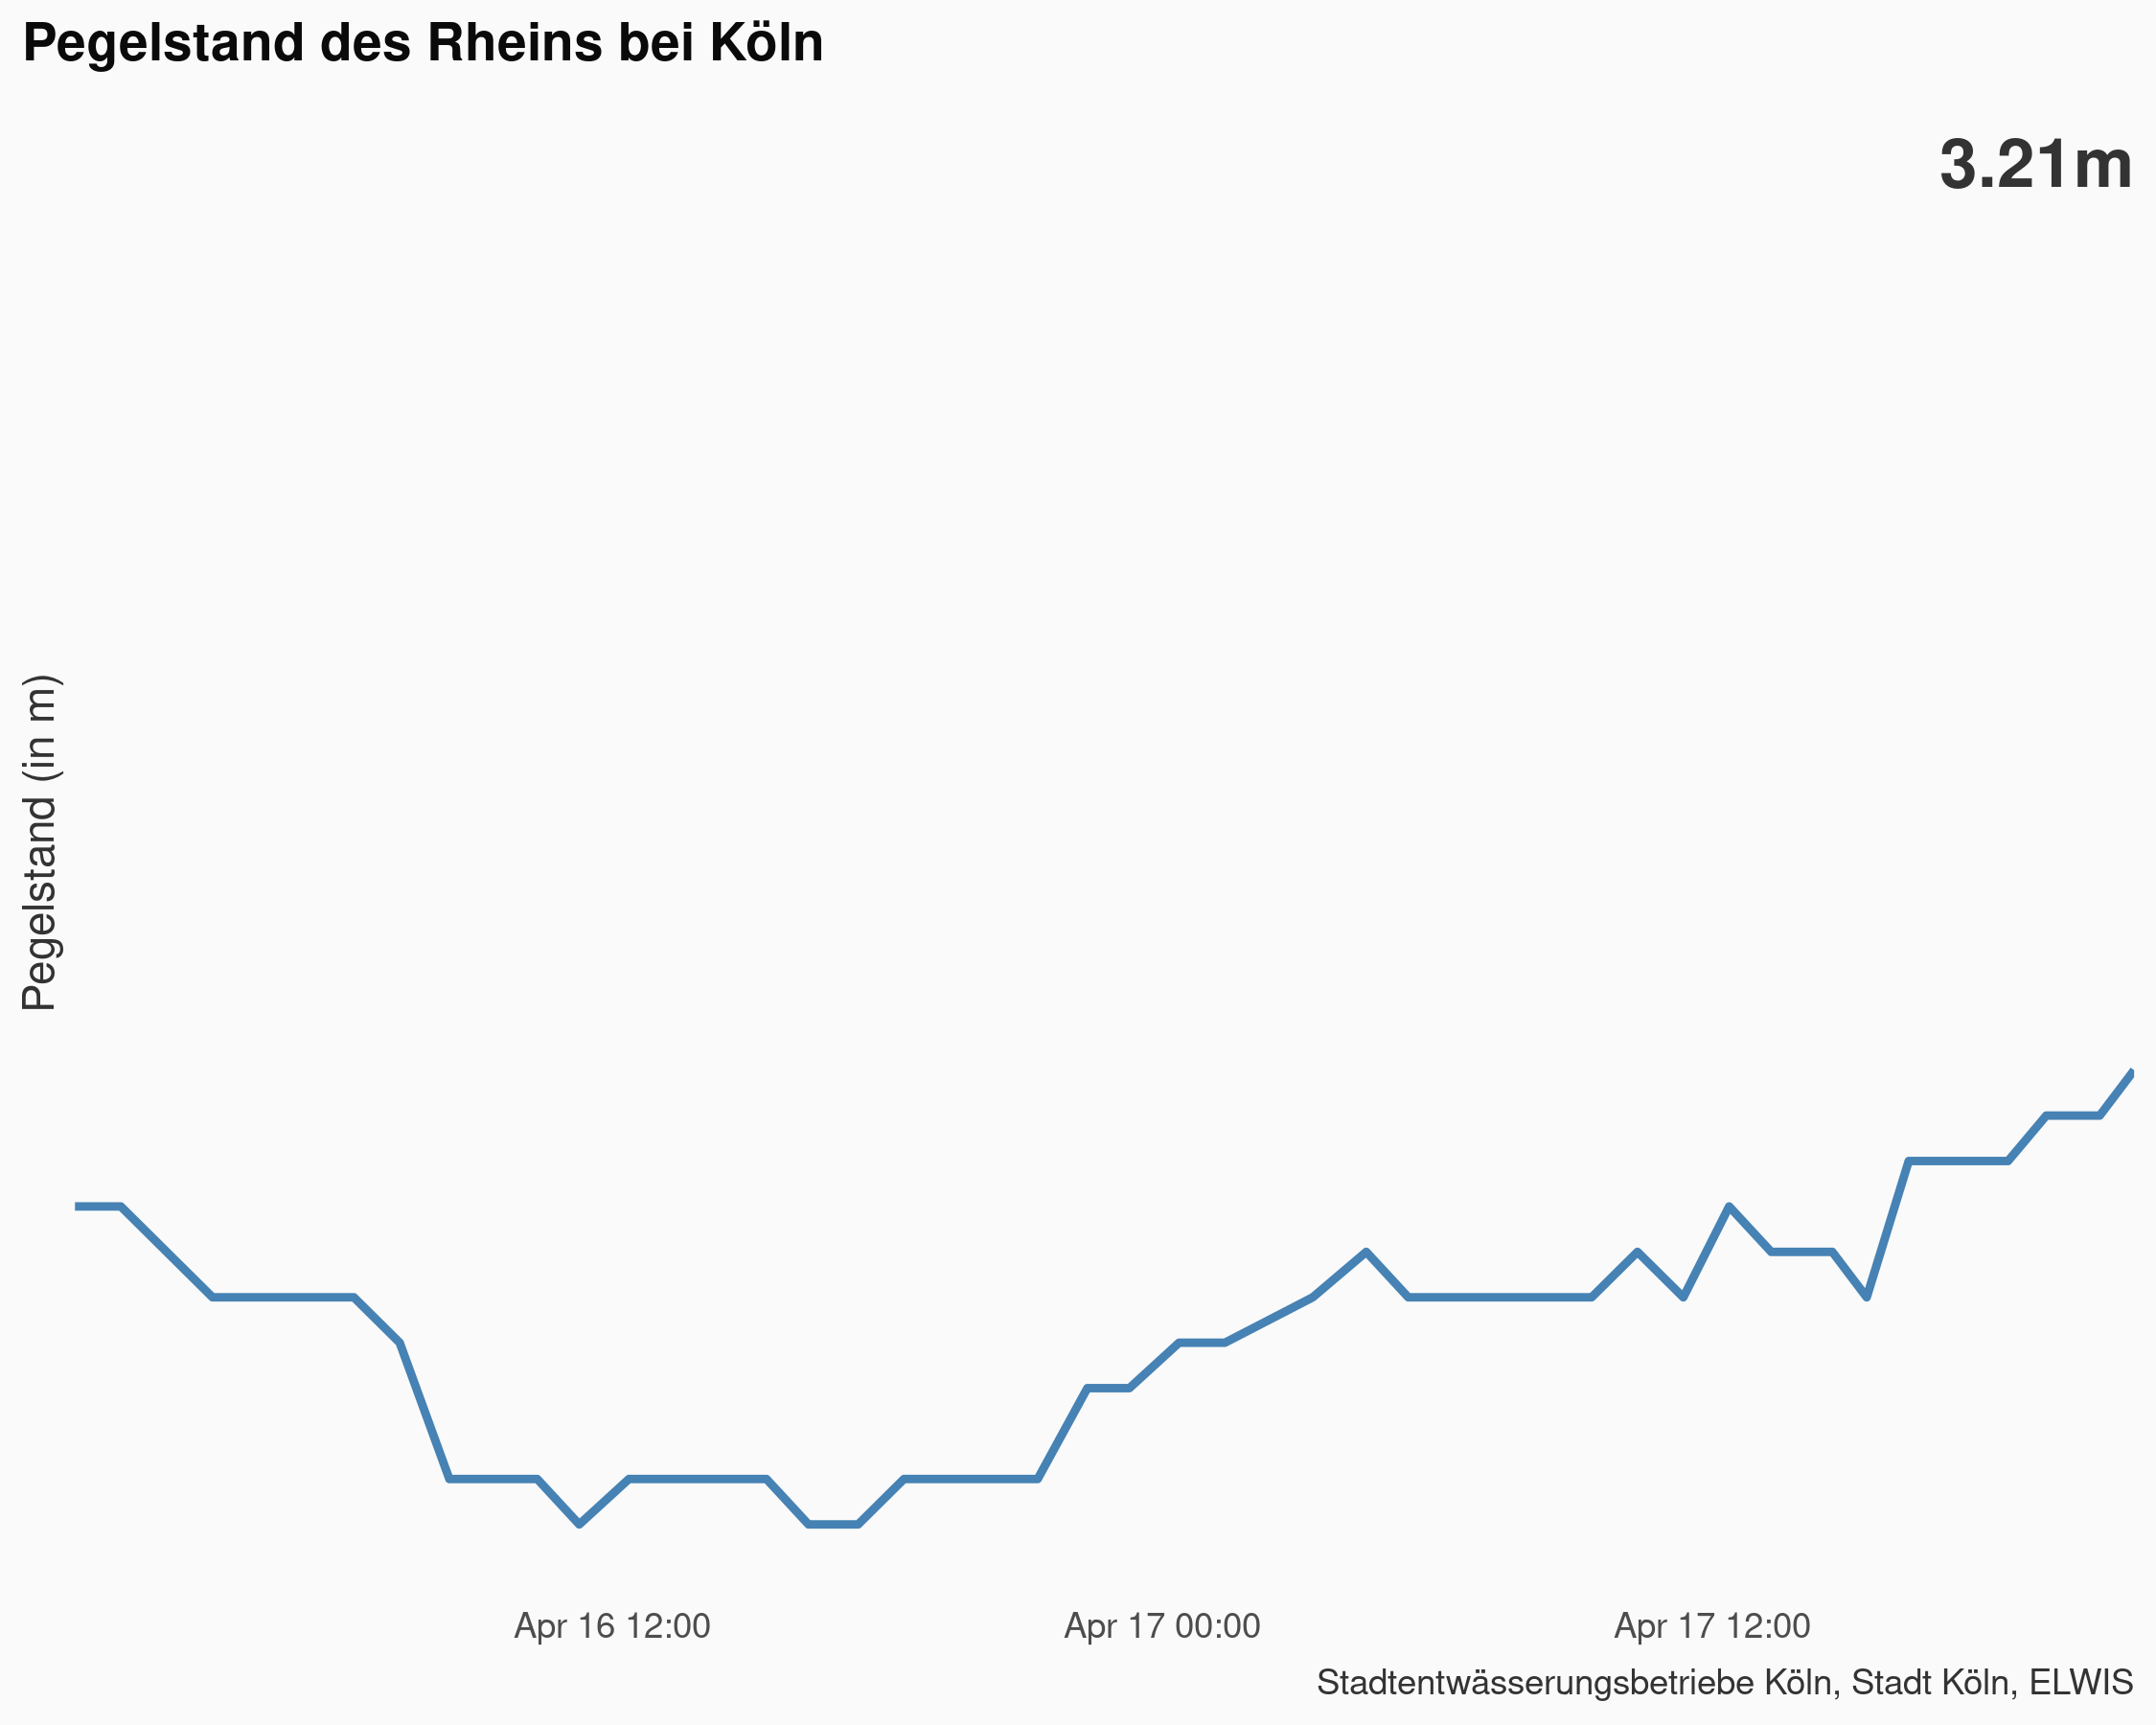 Pegelstand des Rheins bei Köln
3.21m
Pegelstand (in m)
Apr 16 12:00
Apr 17 00:00
Apr 17 12:00
Stadtentwässerungsbetriebe Köln, Stadt Köln, ELWIS